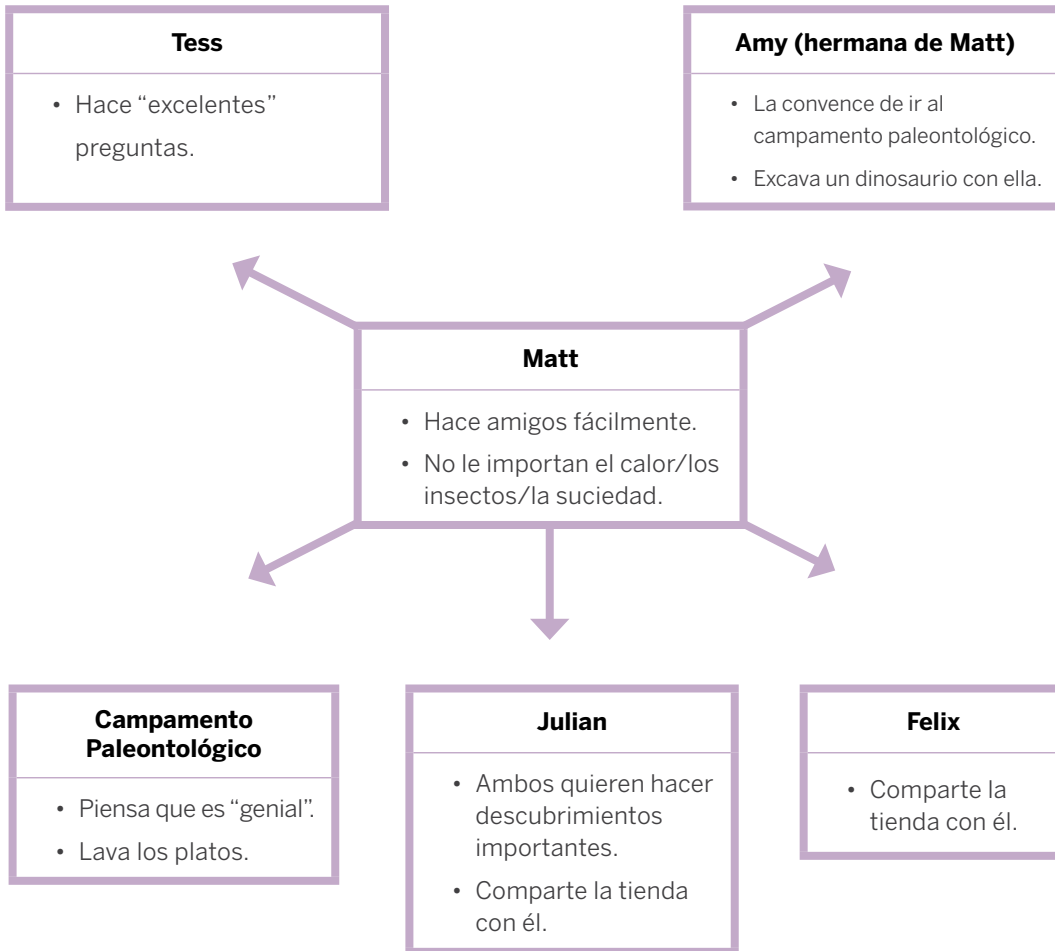 Tess
• Hace “excelentes”
preguntas.
Amy (hermana de Matt)
• La convence de ir al
campamento paleontológico.
• Excava un dinosaurio con ella.
Matt
• Hace amigos fácilmente.
• No le importan el calor/los
insectos/la suciedad.
Campamento
Paleontológico
• Piensa que es “genial”.
• Lava los platos.
Julian
• Ambos quieren hacer
descubrimientos
importantes.
• Comparte la tienda
con él.
Felix
• Comparte la
tienda con él.